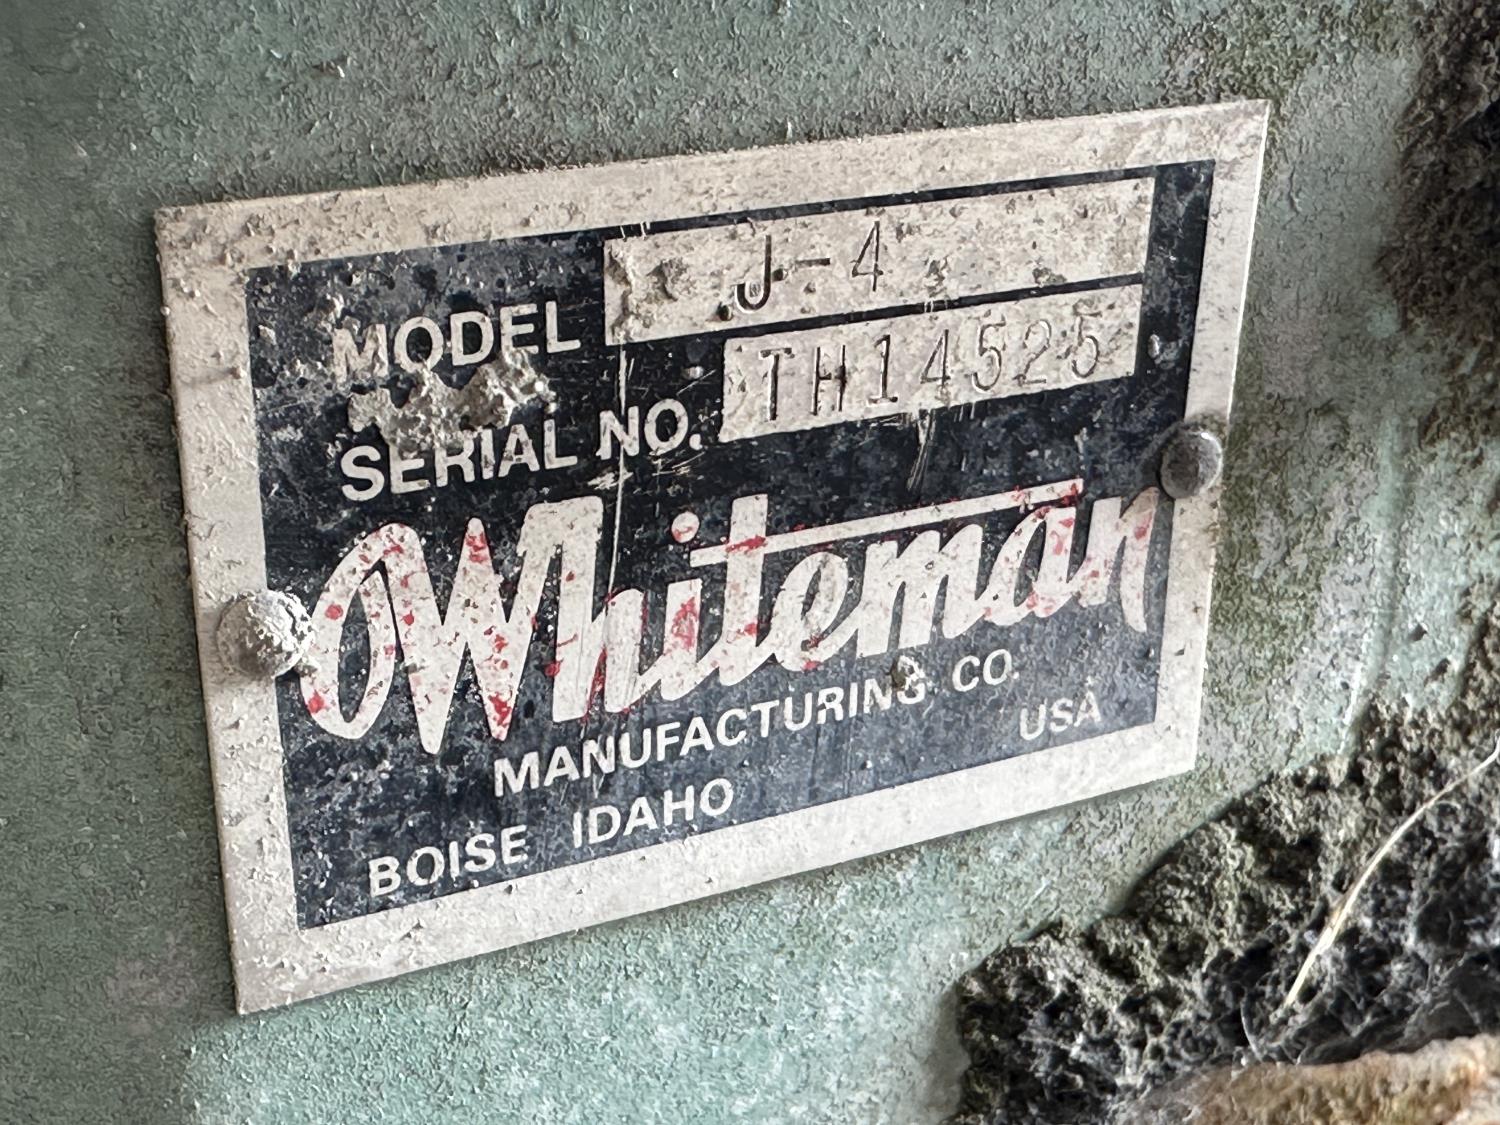 MODEL J-4
SERIAL NO. TH14525
Whiteman
MANUFACTURING CO.
USA
BOISE IDAHO